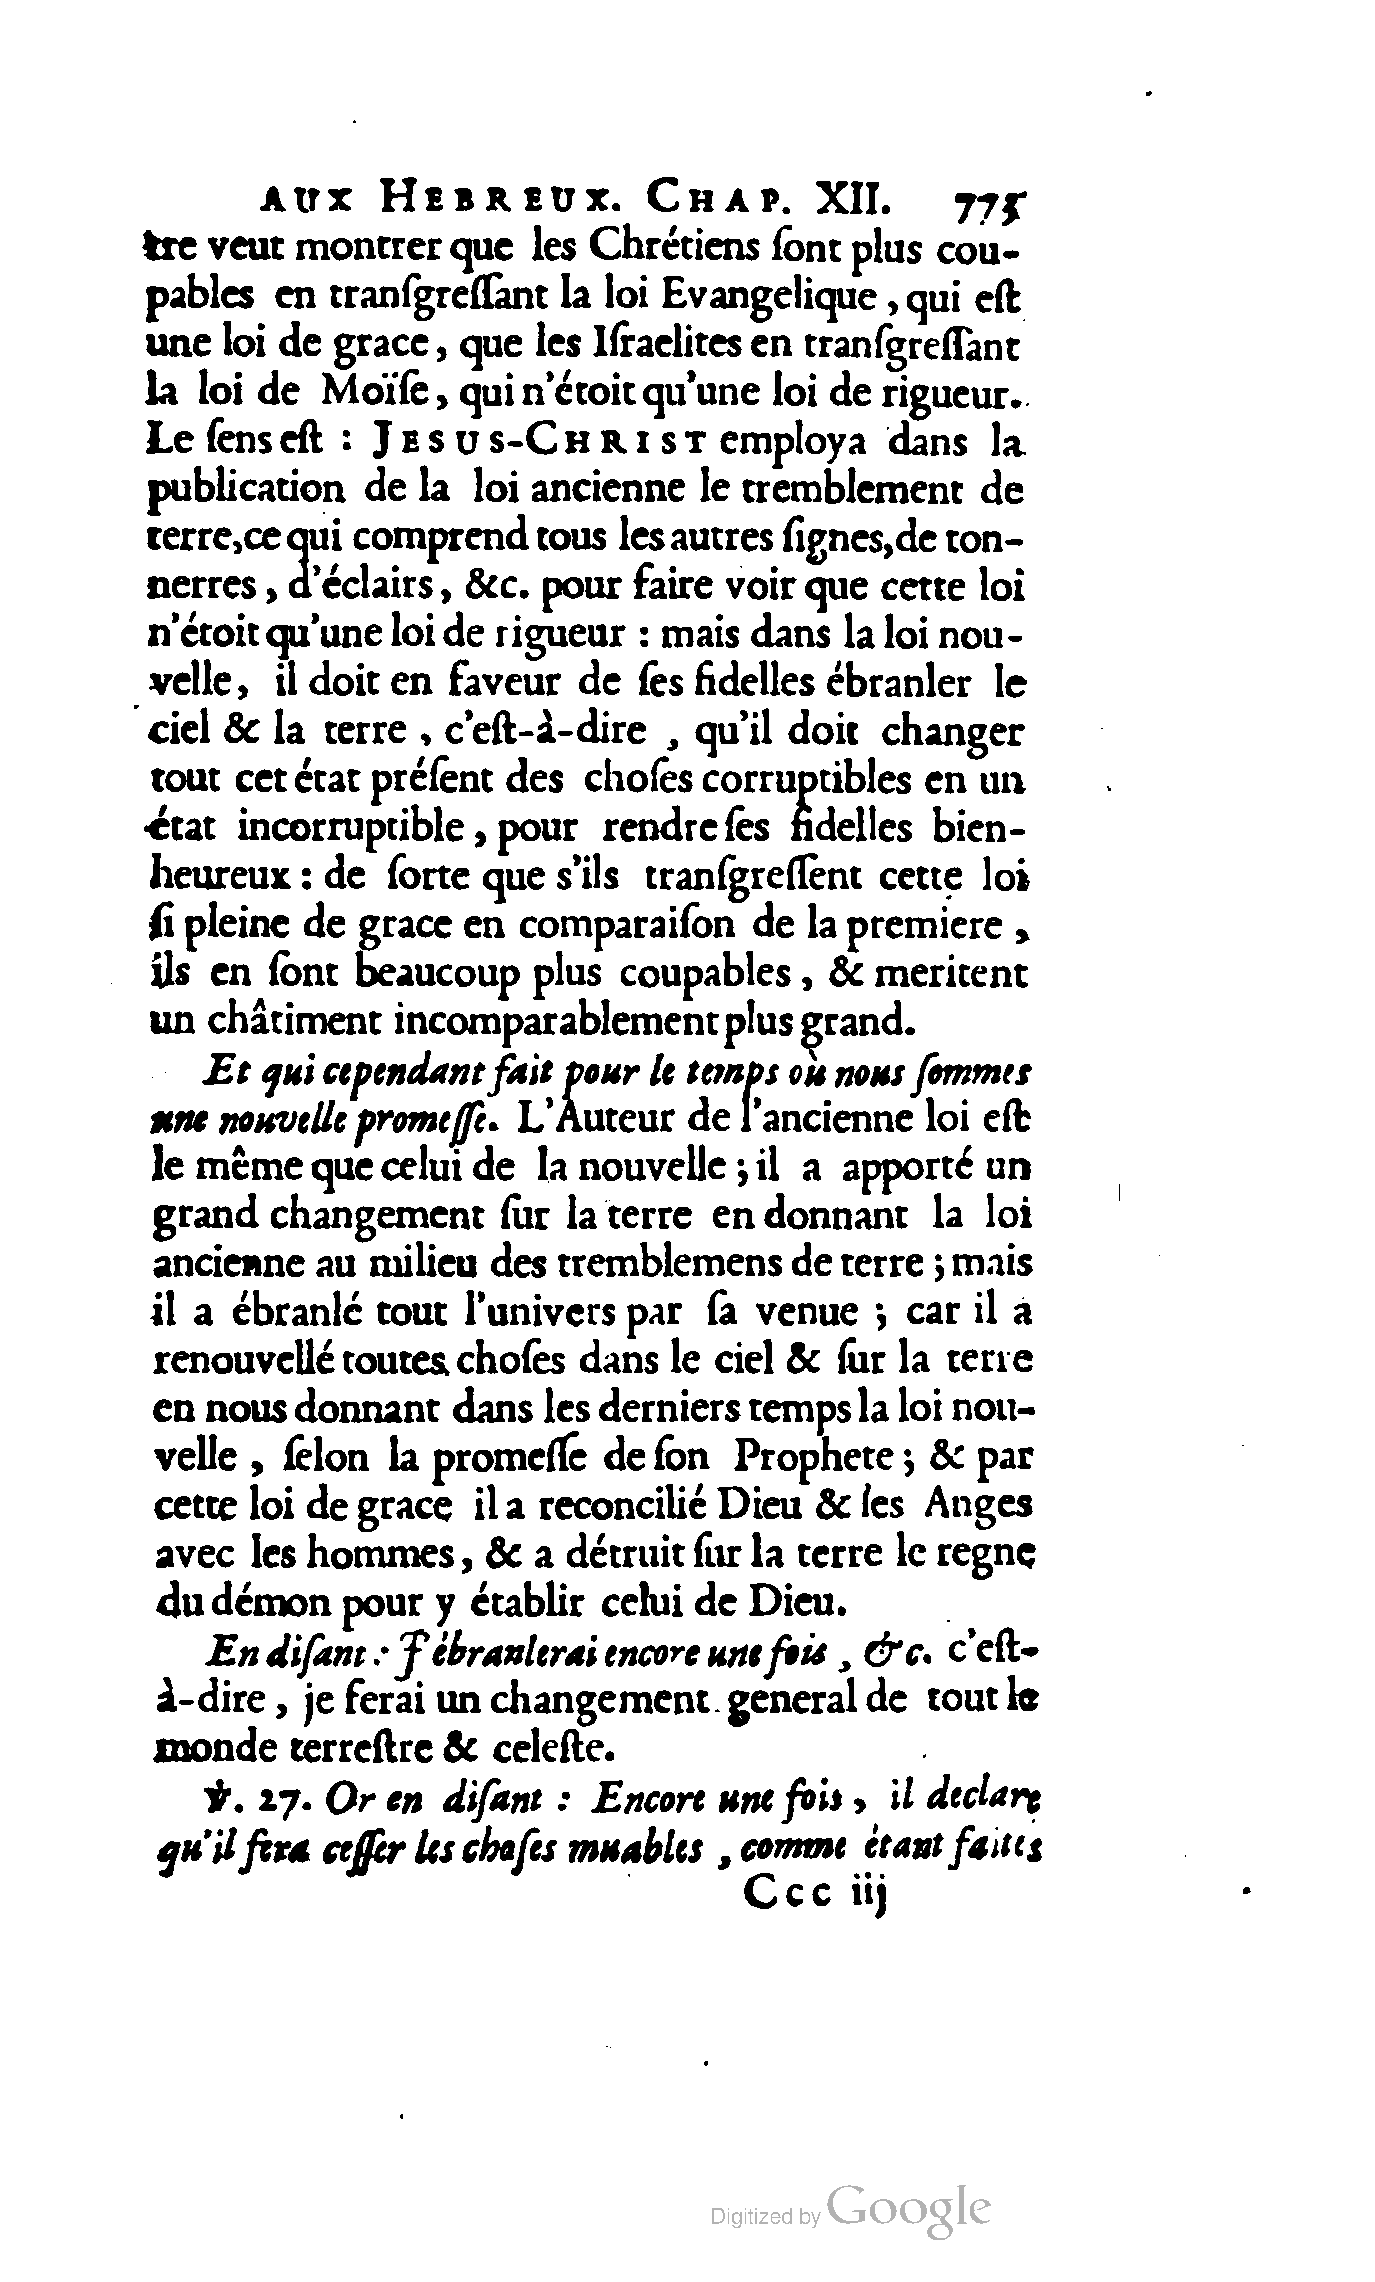 AUX HEBREUX. CHAP. XII. 775
tre veut montrer que les Chrétiens ſont plus cou-
pables en tranſgreſſant la loi Evangelique, qui eſt
une loi de grace, que les Iſraelites en tranſgreſſant
la loi de Moïſe, qui n'étoit qu'une loi de rigueur.
Le ſens eſt : JESUS-CHRIST employa dans la
publication de la loi ancienne le tremblement de
terre, ce qui comprend tous les autres ſignes, de ton-
nerres, d'éclairs, &c. pour faire voir que cette loi
n'étoit qu'une loi de rigueur : mais dans la loi nou-
velle, il doit en faveur de ſes fidelles ébranler le
ciel & la terre, c'eſt-à-dire, qu'il doit changer
tout cet état préſent des choſes corruptibles en un
état incorruptible, pour rendre ſes fidelles bien-
heureux : de ſorte que s'ils tranſgreſſent cette loi
ſi pleine de grace en comparaiſon de la premiere,
ils en ſont beaucoup plus coupables, & meritent
un châtiment incomparablement plus grand.
Et qui cependant fait pour le temps où nous ſommes
une nouvelle promeſſe. L'Auteur de l'ancienne loi eſt
le même que celui de la nouvelle ; il a apporté un
grand changement ſur la terre en donnant la loi
ancienne au milieu des tremblemens de terre ; mais
il a ébranlé tout l'univers par ſa venue ; car il a
renouvellé toutes choſes dans le ciel & ſur la terre
en nous donnant dans les derniers temps la loi nou-
velle, ſelon la promeſſe de ſon Prophete ; & par
cette loi de grace il a reconcilié Dieu & les Anges
avec les hommes, & a détruit ſur la terre le regne
du démon pour y établir celui de Dieu.
En diſant : J'ébranlerai encore une fois, &c. c'eſt-
à-dire, je ferai un changement general de tout le
monde terreſtre & celeſte.
℣. 27. Or en diſant : Encore une fois, il declare
qu'il fera ceſſer les choſes muables, comme étant faites
Ccc iij
Digitized by Google